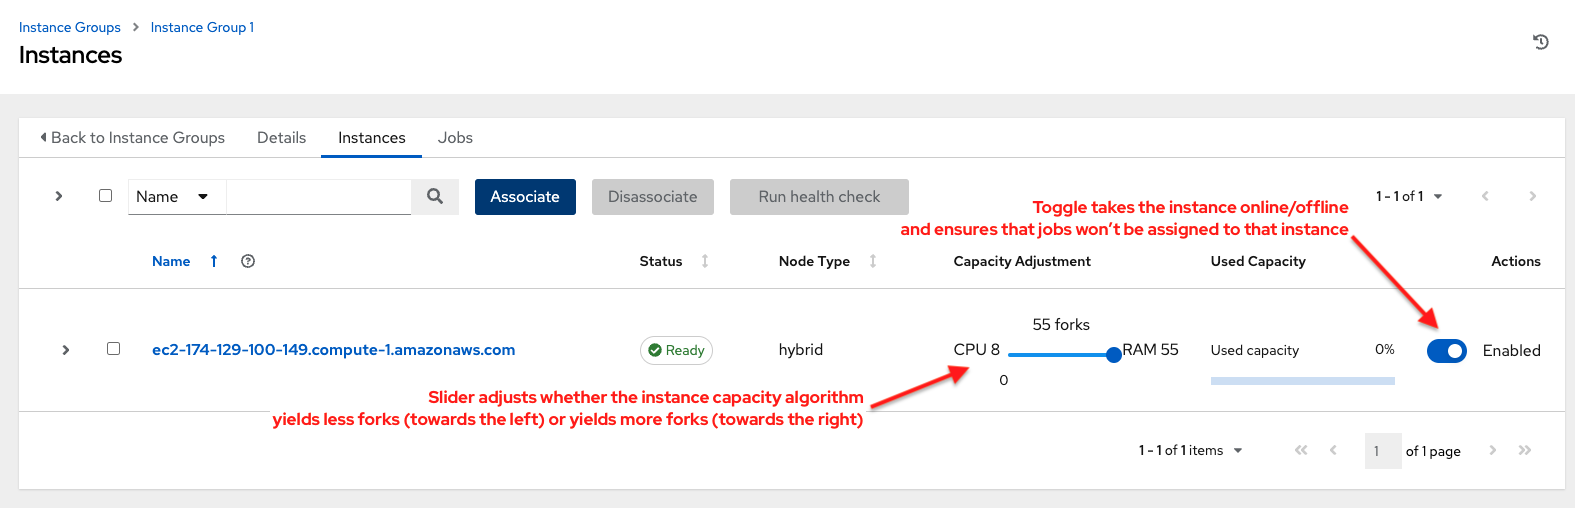 Instance Groups > Instance Group 1
Instances
Back to Instance Groups Details Instances Jobs
Name Associate Disassociate Run health check 1 - 1 of 1
Toggle takes the instance online/offline
and ensures that jobs won’t be assigned to that instance
Name Status Node Type Capacity Adjustment Used Capacity Actions
55 forks
ec2-174-129-100-149.compute-1.amazonaws.com Ready hybrid CPU 8 RAM 55 Used capacity 0% Enabled
0
Slider adjusts whether the instance capacity algorithm
yields less forks (towards the left) or yields more forks (towards the right)
1 - 1 of 1 items 1 of 1 page